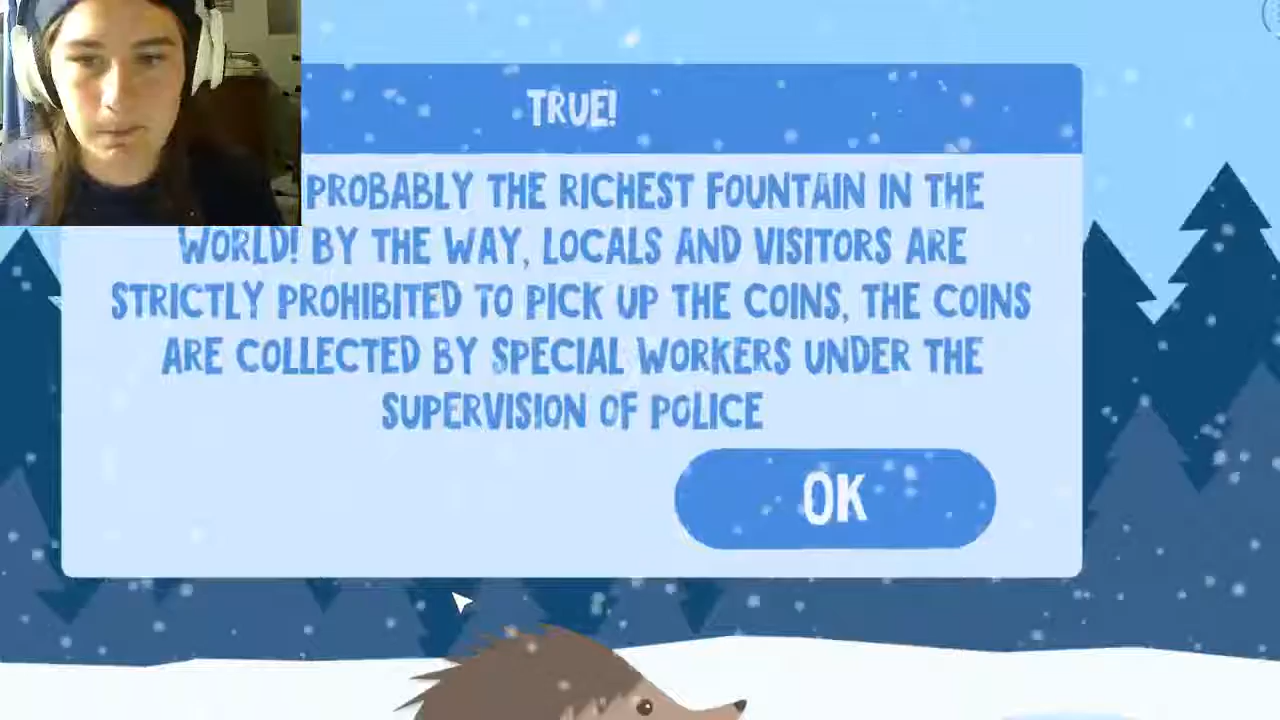 TRUE!
PROBABLY THE RICHEST FOUNTAIN IN THE
WORLD! BY THE WAY, LOCALS AND VISITORS ARE
STRICTLY PROHIBITED TO PICK UP THE COINS, THE COINS
ARE COLLECTED BY SPECIAL WORKERS UNDER THE
SUPERVISION OF POLICE
OK